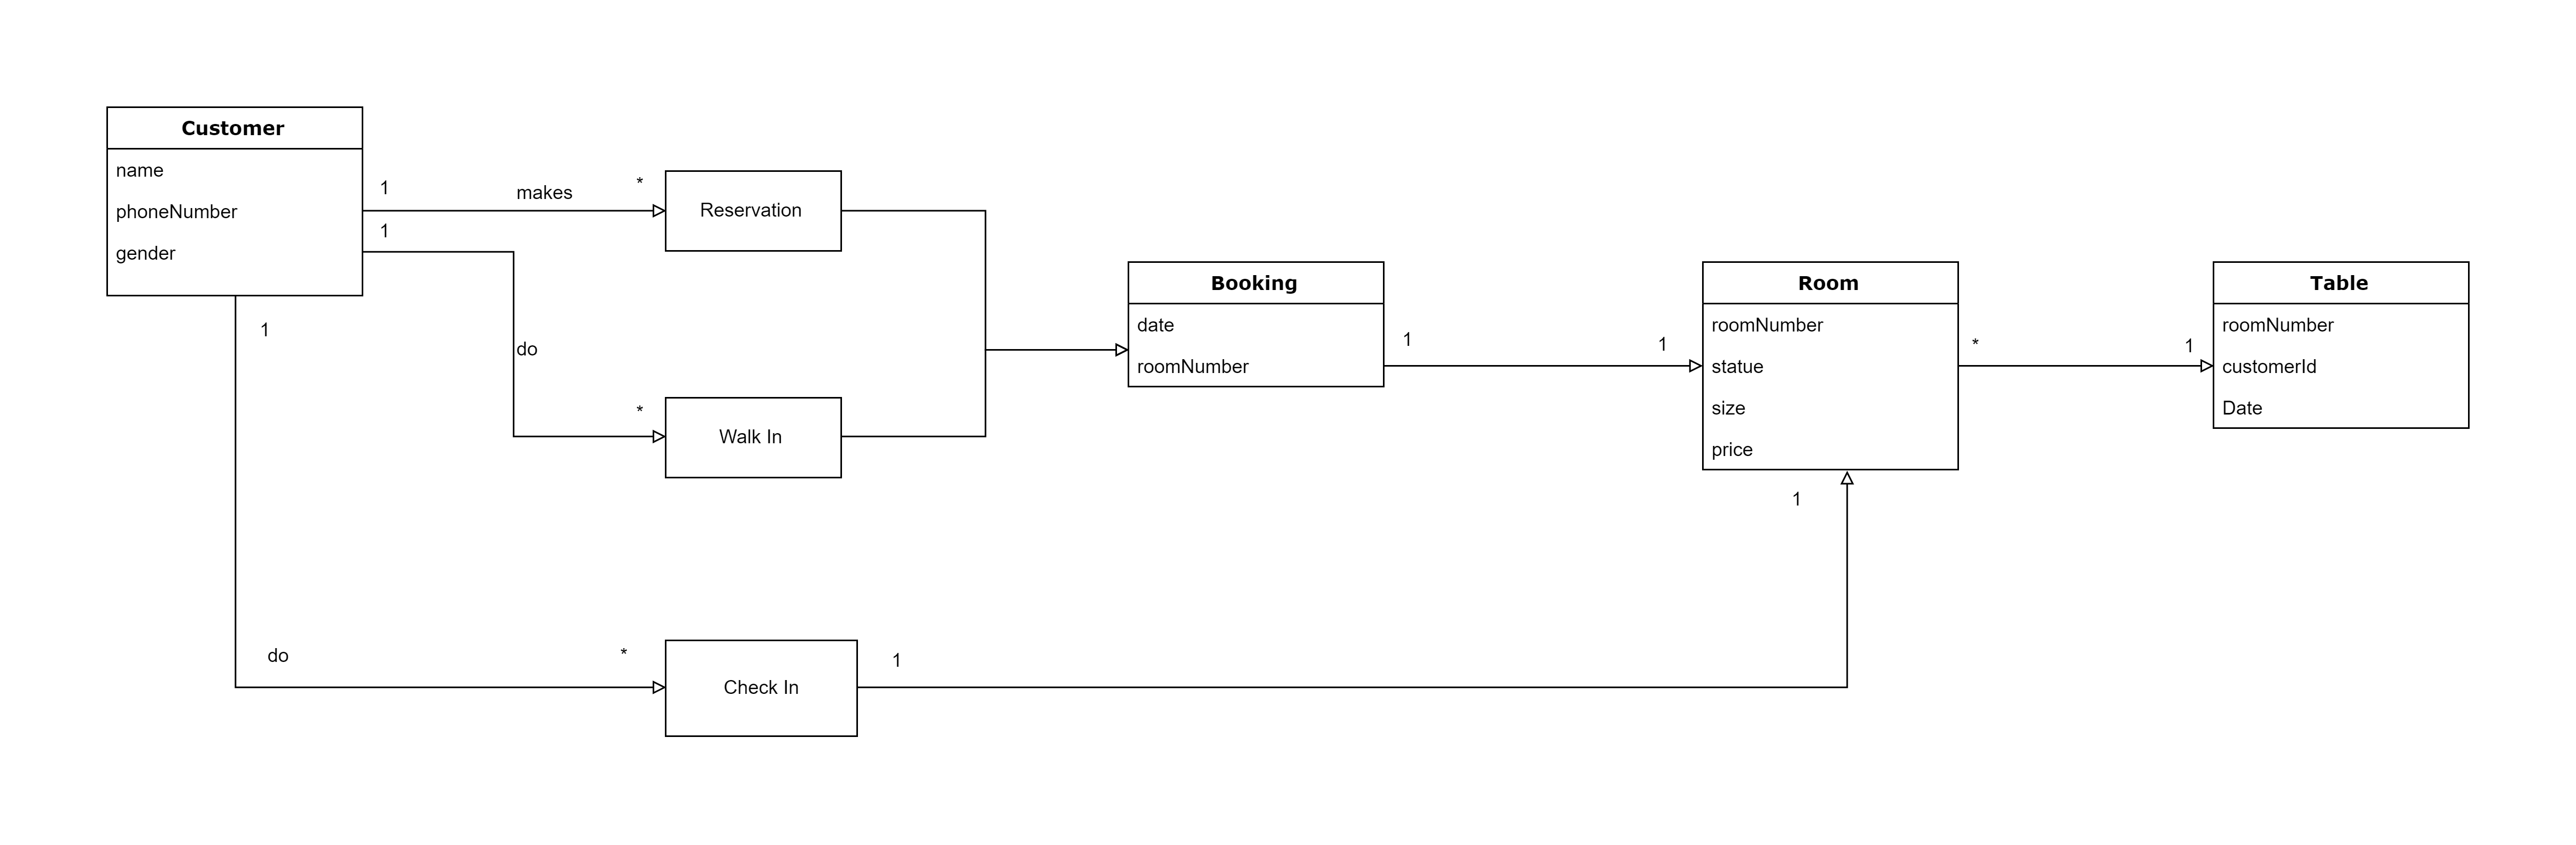 Customer
name
phoneNumber
gender
1
makes
*
Reservation
1
do
*
Walk In
1
do
*
Check In
1
Booking
date
roomNumber
1
1
Room
roomNumber
statue
size
price
1
*
1
Table
roomNumber
customerId
Date